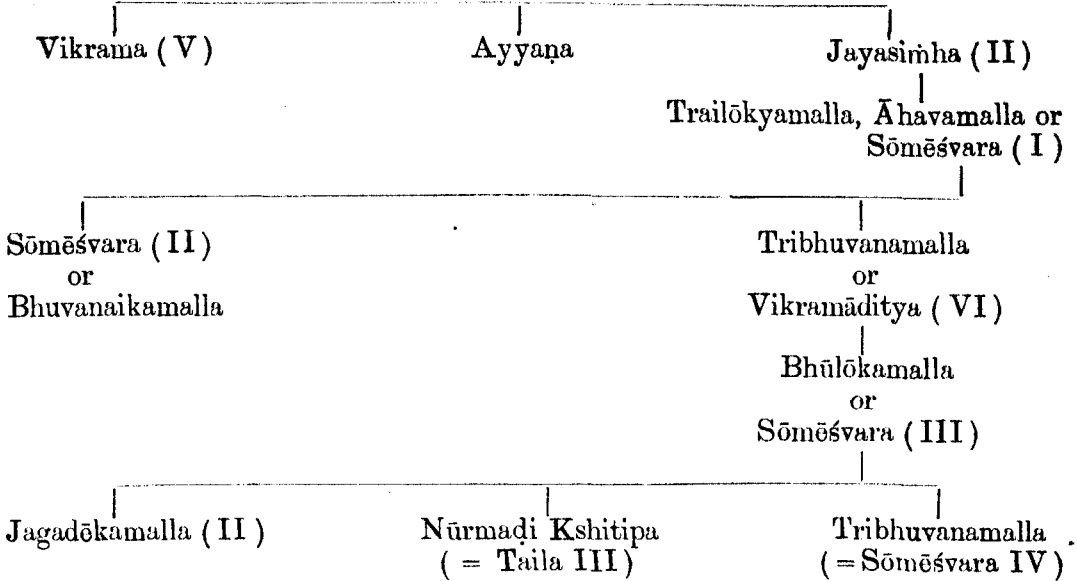 Vikrama ( V ) Ayyaṇa Jayasiṁha ( II )
Trailōkyamalla, Āhavamalla or
Sōmēśvara ( I )
Sōmēśvara ( II ) Tribhuvanamalla
or or
Bhuvanaikamalla Vikramāditya ( VI )
Bhūlōkamalla
or
Sōmēśvara ( III )
Jagadēkamalla ( II ) Nūrmaḍi Kshitipa Tribhuvanamalla
( = Taila III ) ( = Sōmēśvara IV )